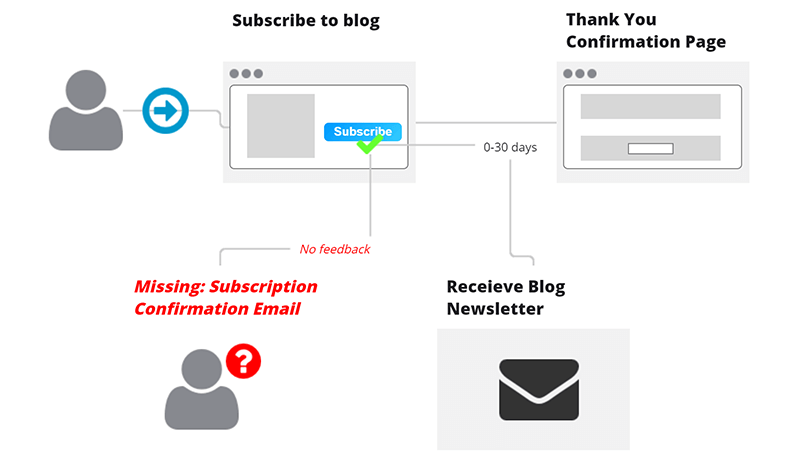 Subscribe to blog
Thank You
Confirmation Page
Subscribe
0-30 days
No feedback
Missing: Subscription
Confirmation Email
Receieve Blog
Newsletter
?